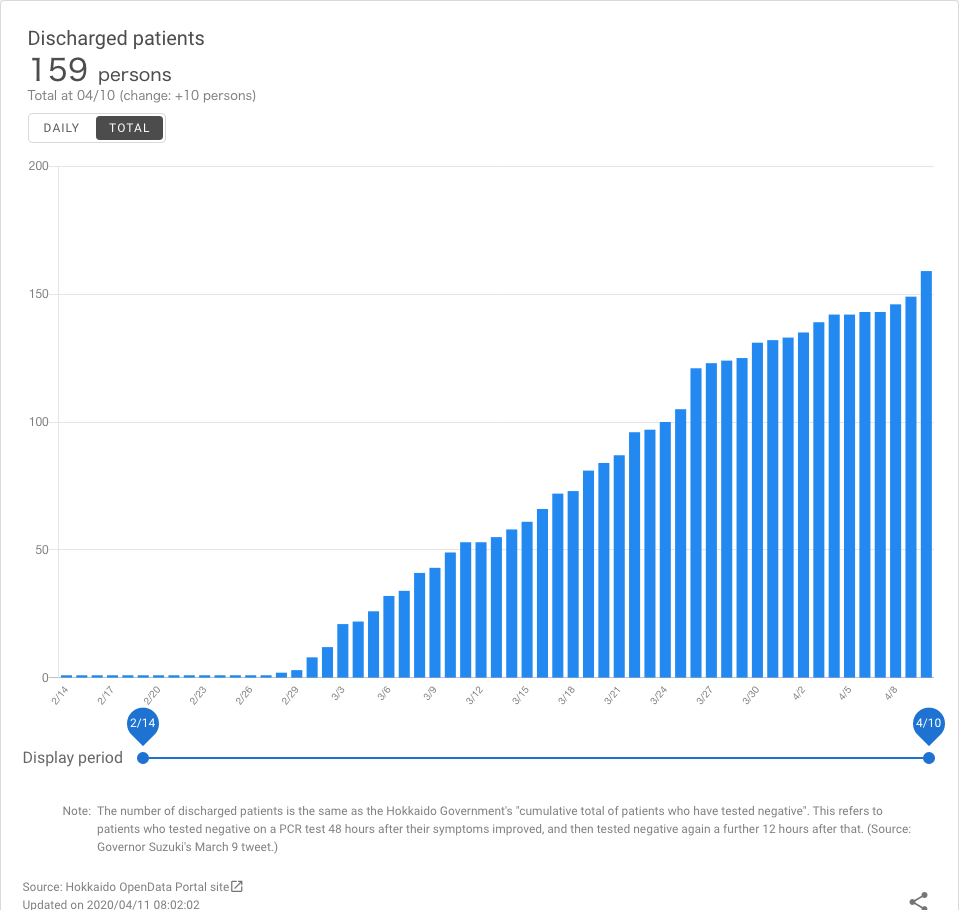 Discharged patients
159 persons
Total at 04/10 (change: +10 persons)
DAILY TOTAL
200
150
100
50
0
2/14 2/17 2/20 2/23 2/26 2/29 3/3 3/6 3/9 3/12 3/15 3/18 3/21 3/24 3/27 3/30 4/2 4/5 4/8
2/14 4/10
Display period
Note: The number of discharged patients is the same as the Hokkaido Government's "cumulative total of patients who have tested negative". This refers to
patients who tested negative on a PCR test 48 hours after their symptoms improved, and then tested negative again a further 12 hours after that. (Source:
Governor Suzuki's March 9 tweet.)
Source: Hokkaido OpenData Portal site
Updated on 2020/04/11 08:02:02